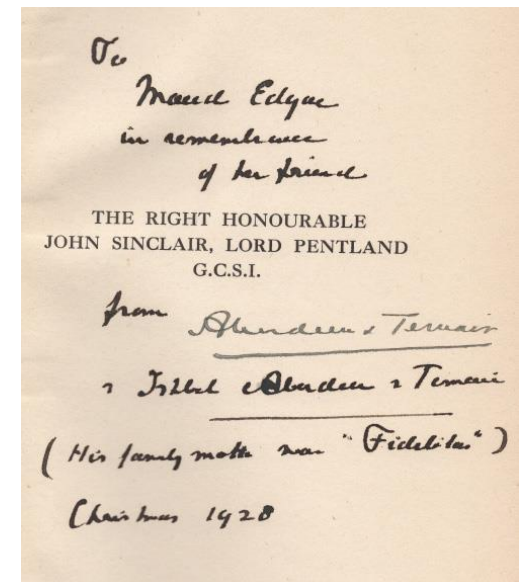 To
Maud Edgar
in remembrance
of her friend
THE RIGHT HONOURABLE
JOHN SINCLAIR, LORD PENTLAND
G.C.S.I.
from
Aberdeen & Temair
& Ishbel Aberdeen & Temair
(His family motto was "Fidelitas")
Christmas 1928